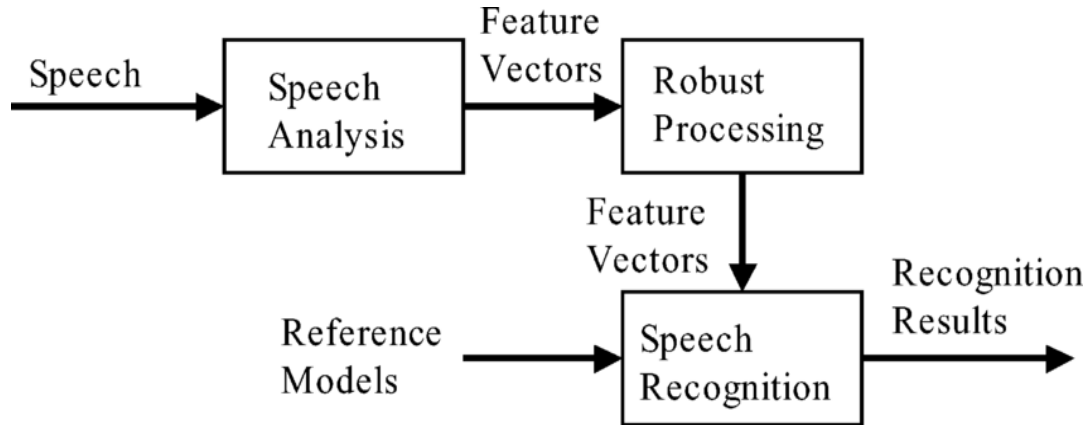 Speech
Speech
Analysis
Feature
Vectors
Robust
Processing
Feature
Vectors
Reference
Models
Speech
Recognition
Recognition
Results